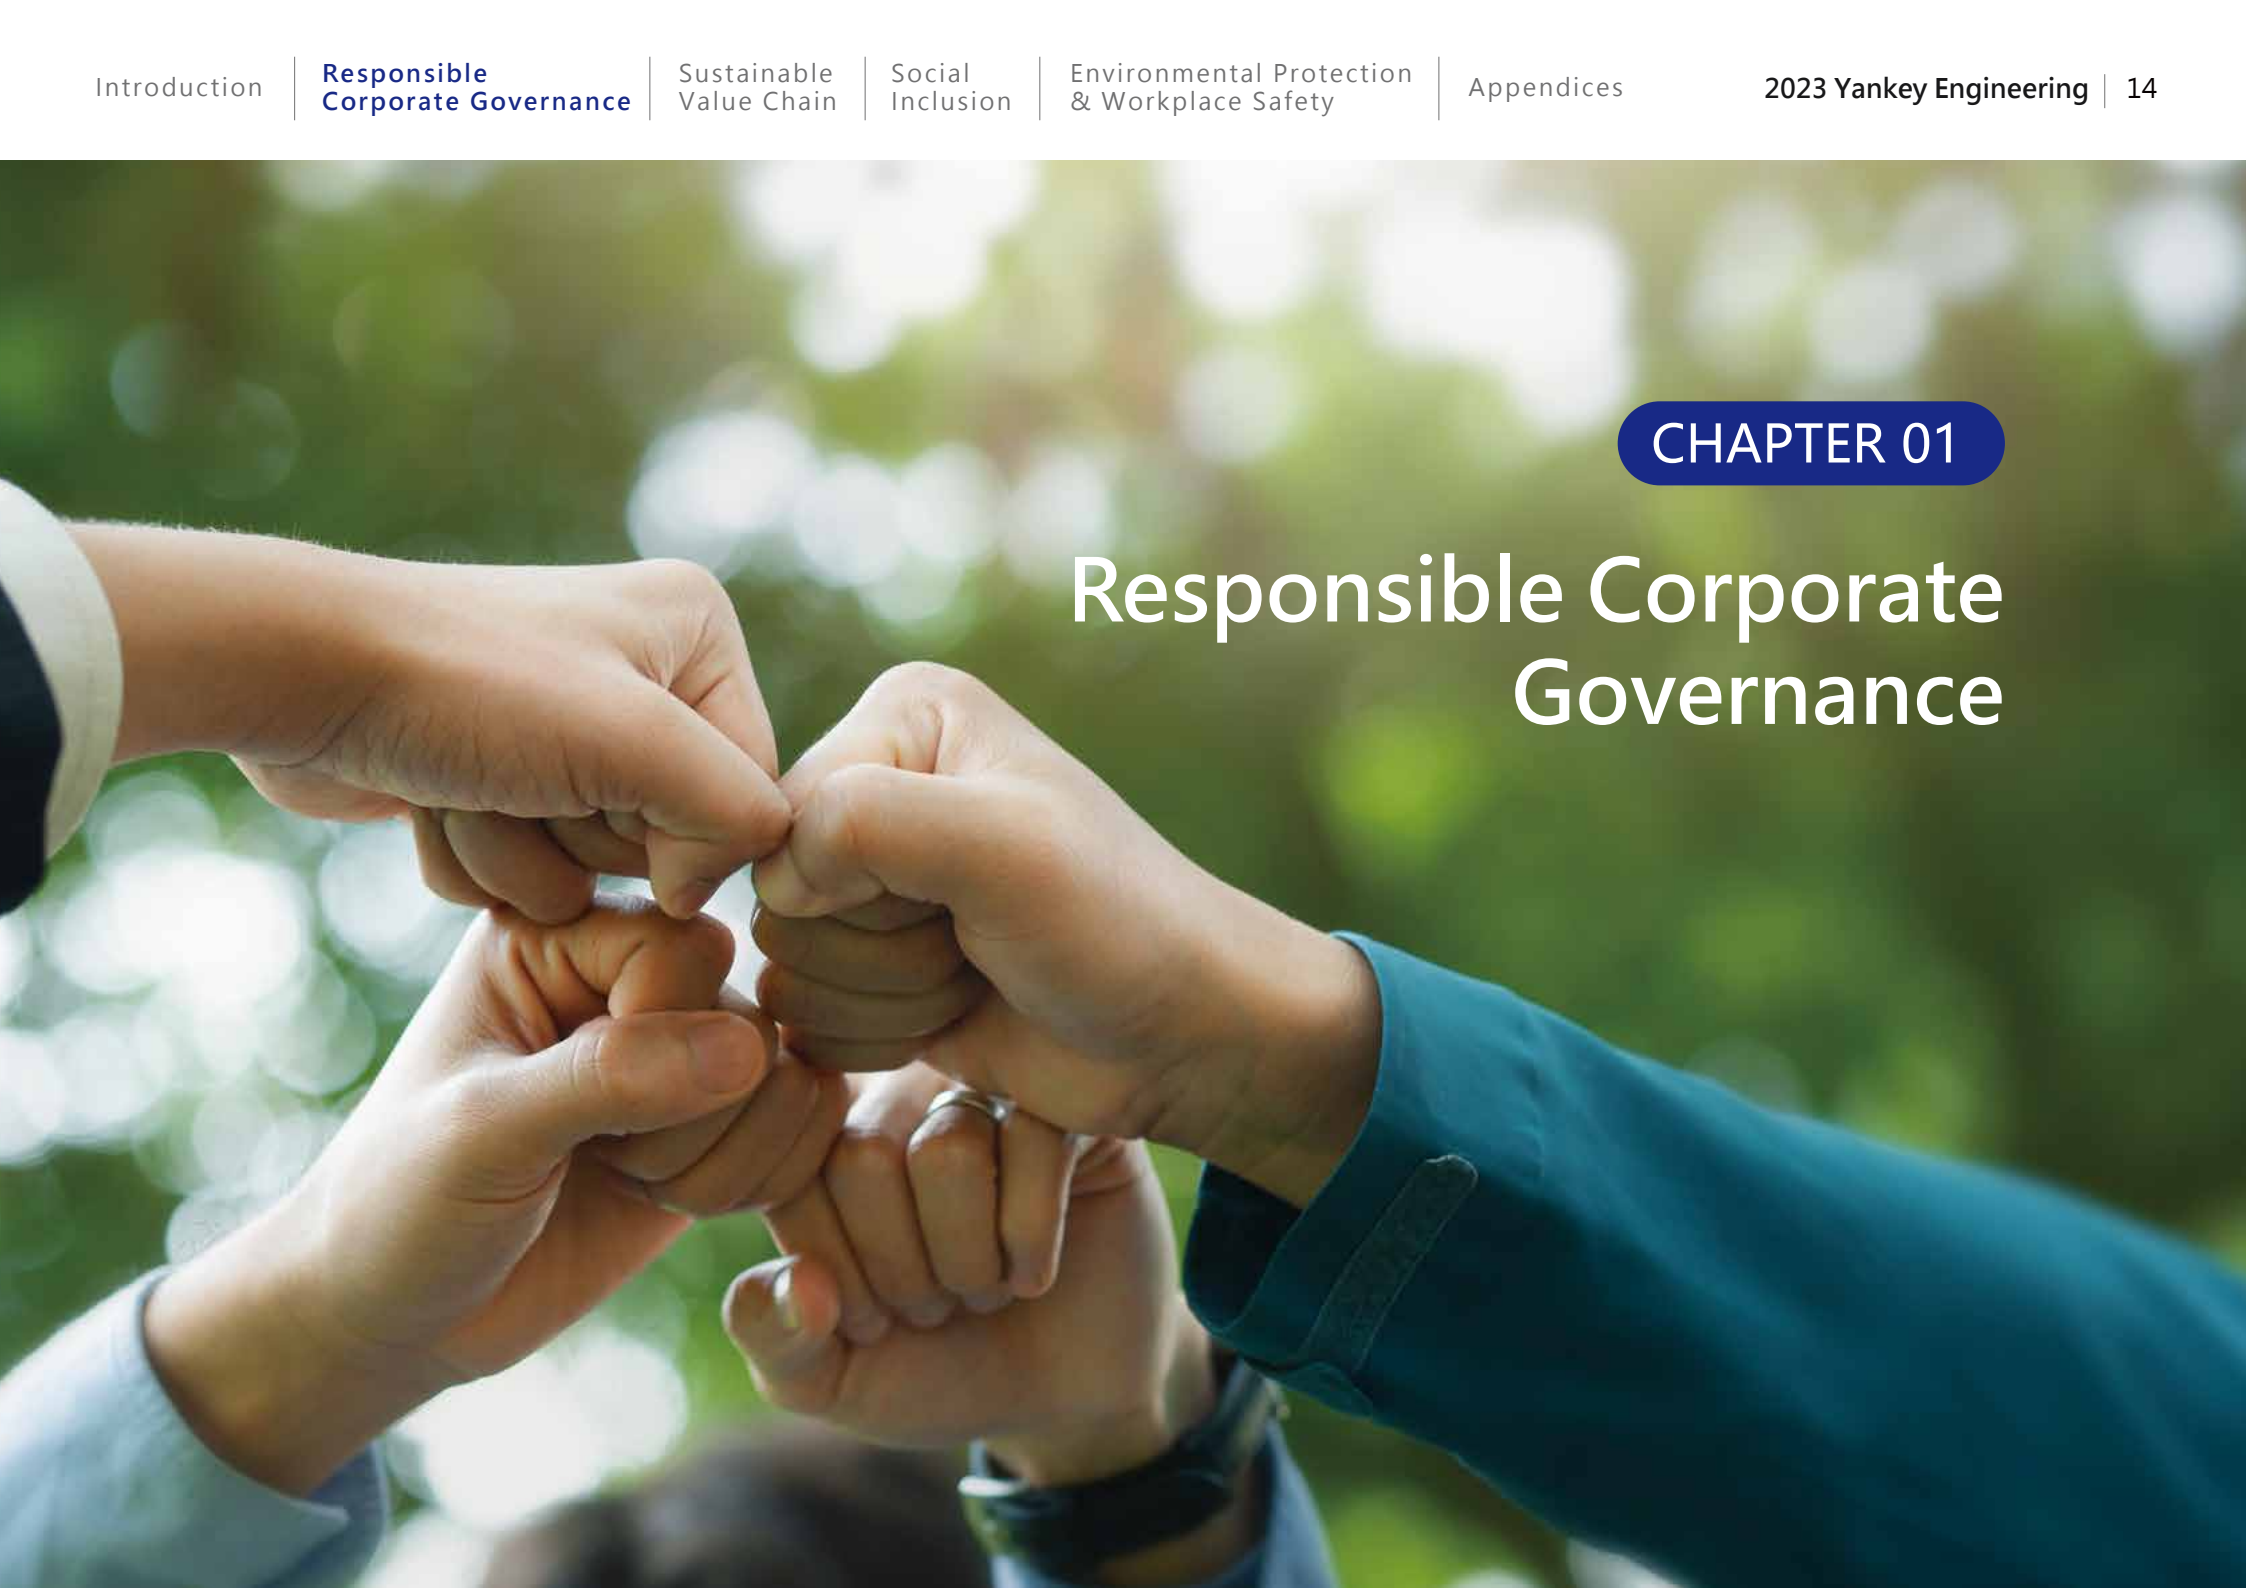 Introduction
Responsible
Corporate Governance
Sustainable
Value Chain
Social
Inclusion
Environmental Protection
& Workplace Safety
Appendices
2023 Yankey Engineering
14
CHAPTER 01
Responsible Corporate
Governance